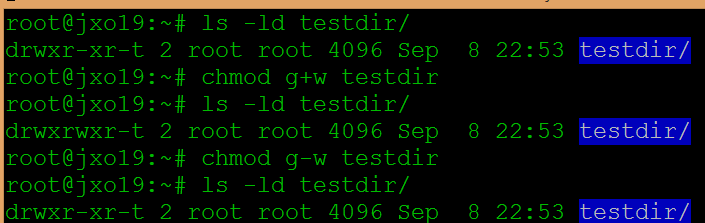 root@jxo19:~# ls -ld testdir/
drwxr-xr-t 2 root root 4096 Sep  8 22:53 testdir/
root@jxo19:~# chmod g+w testdir
root@jxo19:~# ls -ld testdir/
drwxrwxr-t 2 root root 4096 Sep  8 22:53 testdir/
root@jxo19:~# chmod g-w testdir
root@jxo19:~# ls -ld testdir/
drwxr-xr-t 2 root root 4096 Sep  8 22:53 testdir/